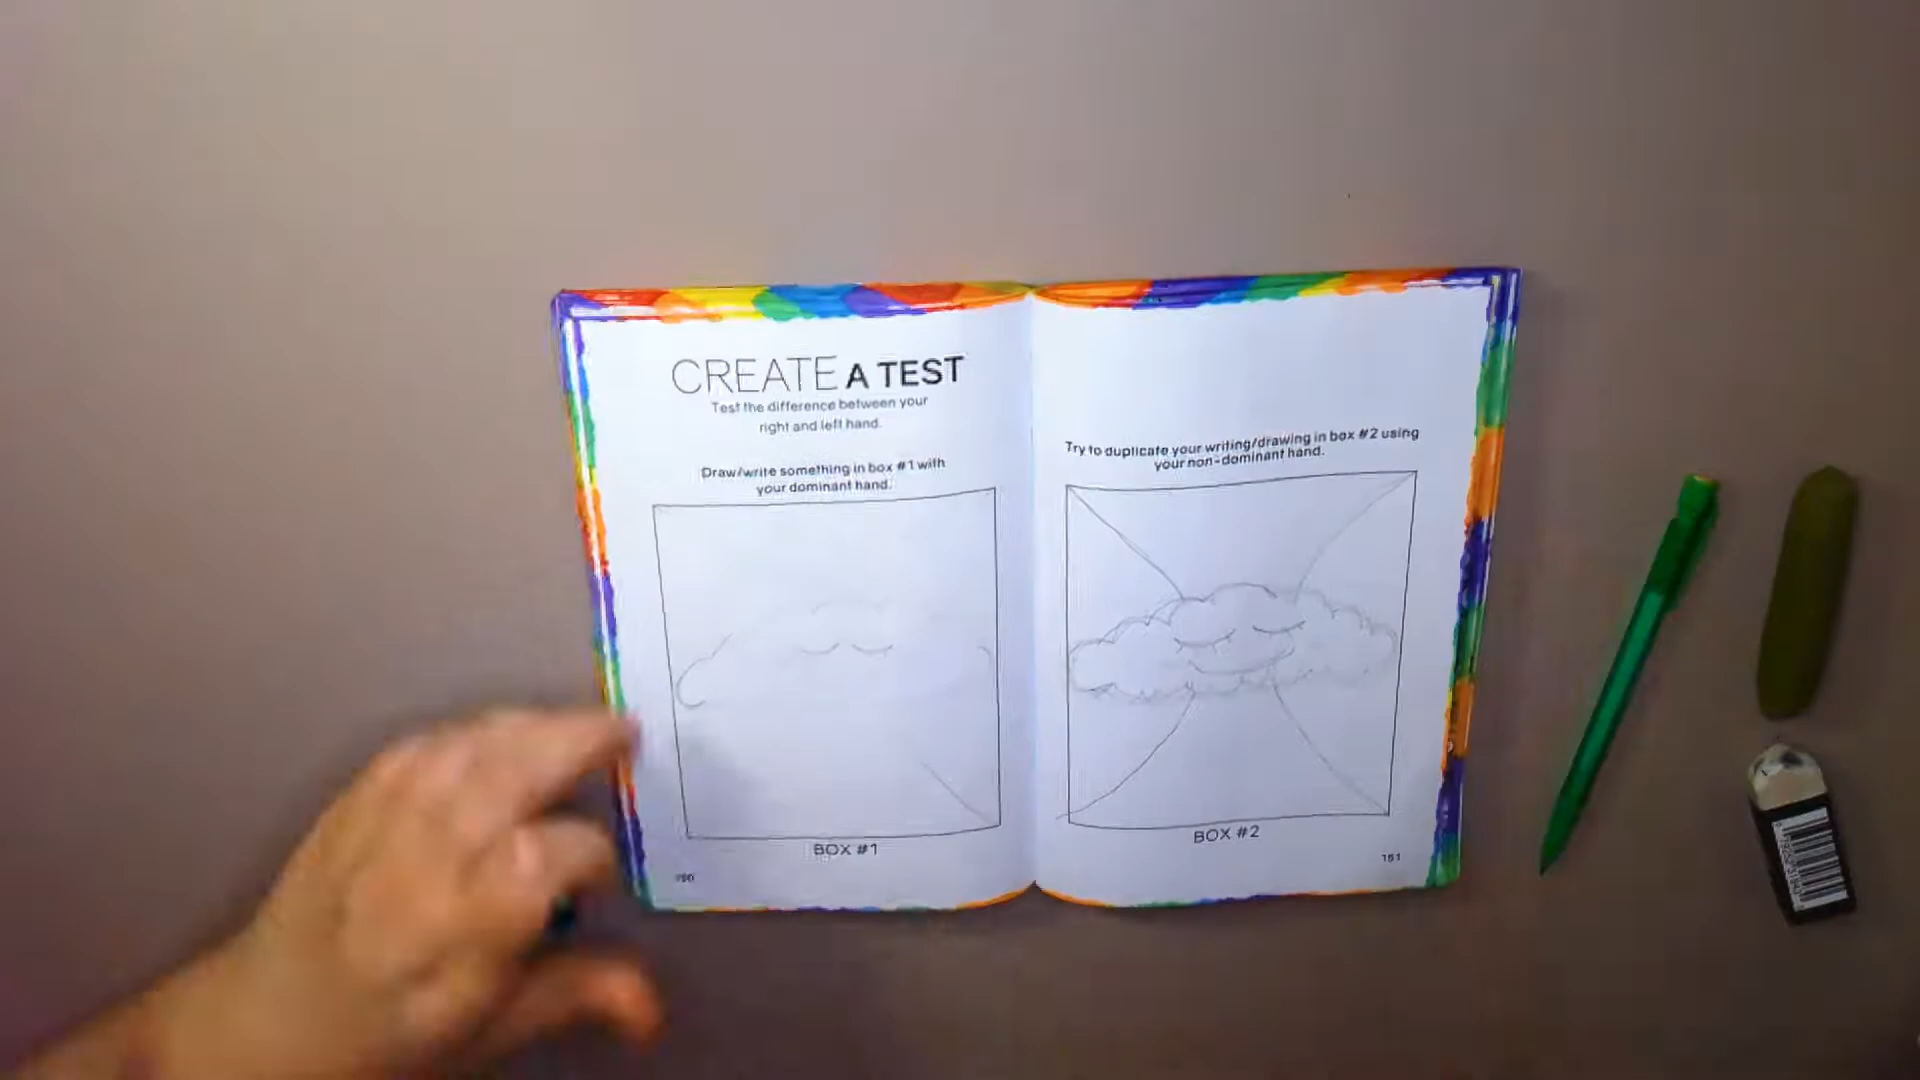 CREATE A TEST
Test the difference between your
right and left hand.
Draw/write something in box #1 with
your dominant hand.
BOX #1
Try to duplicate your writing/drawing in box #2 using
your non-dominant hand.
BOX #2
151